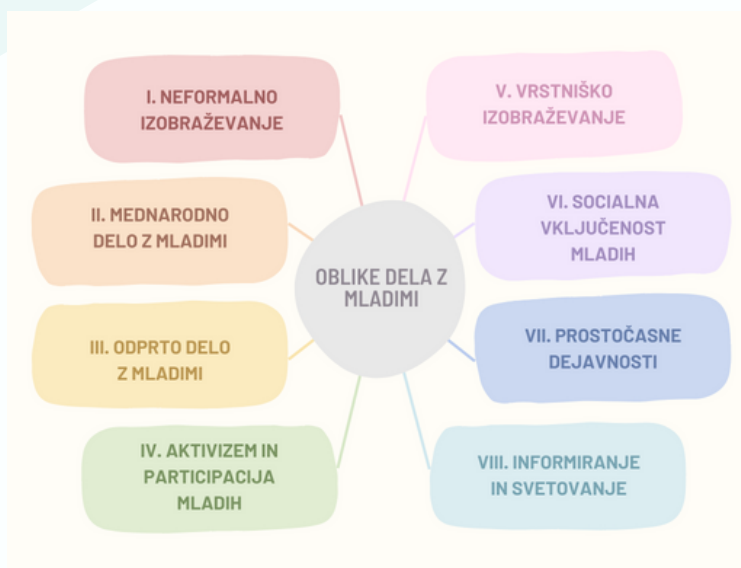 I. NEFORMALNO
IZOBRAŽEVANJE
II. MEDNARODNO
DELO Z MLADIMI
III. ODPRTO DELO
Z MLADIMI
IV. AKTIVIZEM IN
PARTICIPACIJA
MLADIH
OBLIKE DELA Z
MLADIMI
V. VRSTNIŠKO
IZOBRAŽEVANJE
VI. SOCIALNA
VKLJUČENOST
MLADIH
VII. PROSTOČASNE
DEJAVNOSTI
VIII. INFORMIRANJE
IN SVETOVANJE